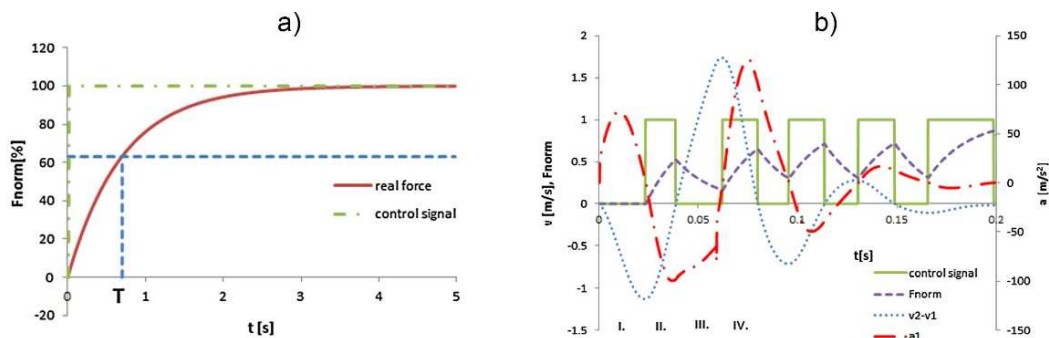 a)
Fnorm[%]
120
100
80
60
40
20
0
-20
0
T
1
2
3
4
5
t [s]
real force
control signal
b)
v [m/s], Fnorm
2
1.5
1
0.5
0
-0.5
-1
-1.5
0
0.05
0.1
0.15
0.2
t[s]
150
100
50
0
-50
-100
-150
a [m/s²]
I.
II.
III.
IV.
control signal
Fnorm
v2-v1
a1